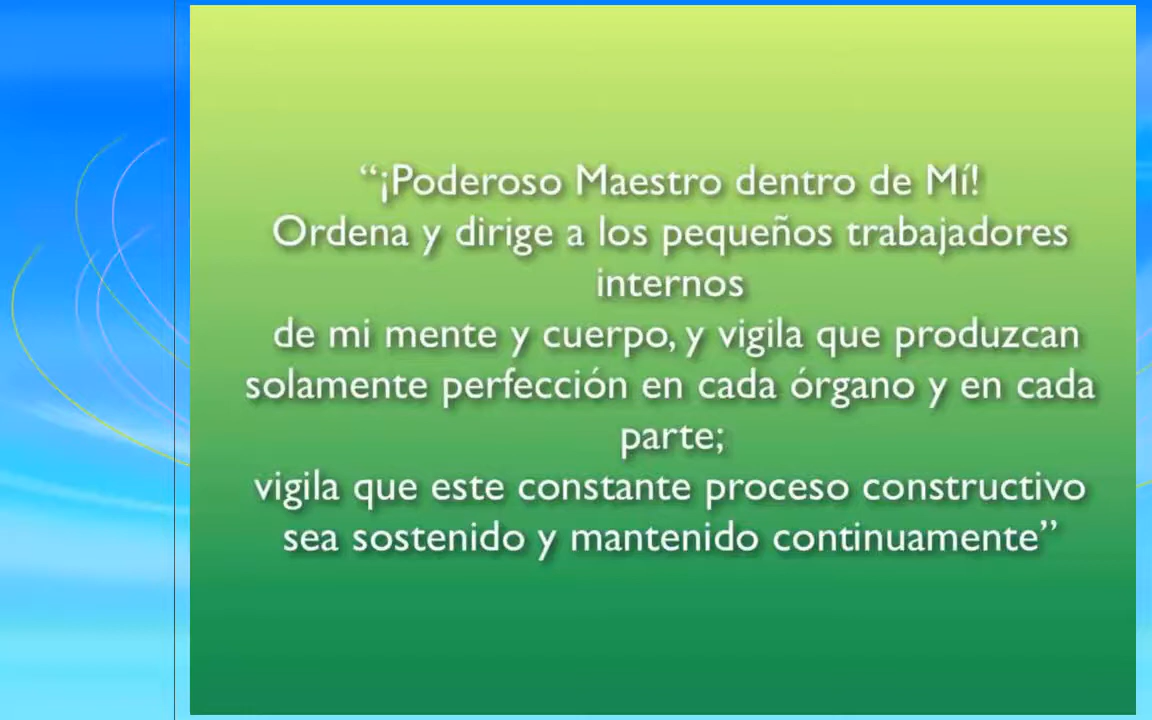 “¡Poderoso Maestro dentro de Mí!
Ordena y dirige a los pequeños trabajadores
internos
de mi mente y cuerpo, y vigila que produzcan
solamente perfección en cada órgano y en cada
parte;
vigila que este constante proceso constructivo
sea sostenido y mantenido continuamente”